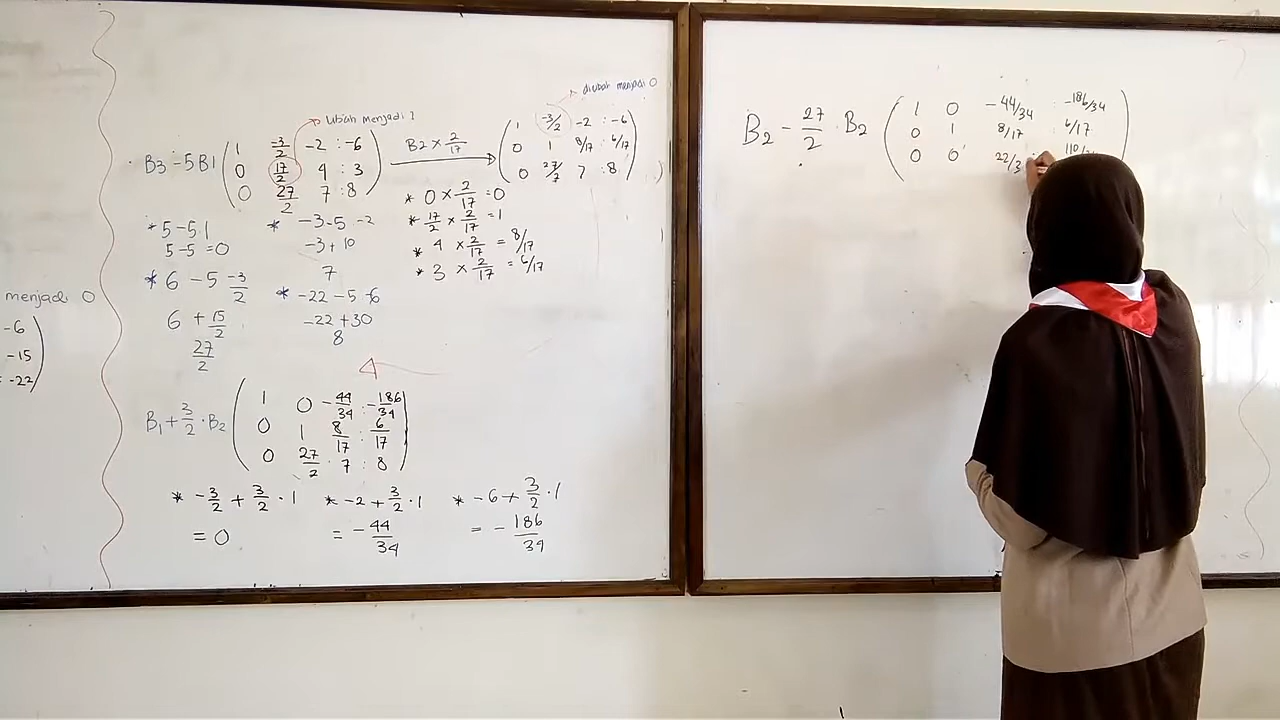 menjadi 0
-6
-15
= -22
Ubah menjadi 1
B3 -5B1
1 -3/2 -2 : -6
0 17/2 4 : 3
0 27/2 7 : 8
B2 × 2/17
diubah menjadi 0
1 -3/2 -2 : -6
0 1 8/17 : 6/17
0 27/2 7 : 8
* 5-5.1
5-5=0
* -3-5.-2
-3+10
7
* 6 -5 -3/2
6 + 15/2
27/2
* -22-5-6
-22+30
8
* 0 × 2/17 = 0
* 17/2 × 2/17 = 1
* 4 × 2/17 = 8/17
* 3 × 2/17 = 6/17
B1 + 3/2 . B2
1 0 -44/34 : -186/34
0 1 8/17 : 6/17
0 27/2 . 7 : 8
* -3/2 + 3/2 . 1
= 0
* -2 + 3/2 . 1
= -44/34
* -6 + 3/2 . 1
= -186/34
B2 - 27/2 . B2
1 0 -44/34 : -186/34
0 1 8/17 : 6/17
0 0 22/3